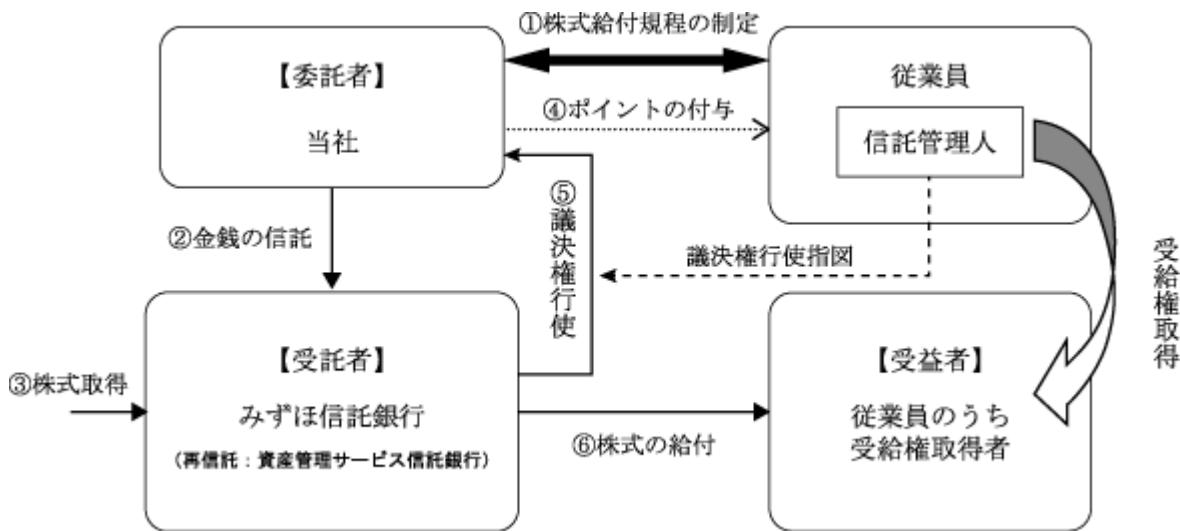 ①株式給付規程の制定
【委託者】
当社
従業員
④ポイントの付与
信託管理人
②金銭の信託
⑤議決権行使
議決権行使指図
受給権取得
【受託者】
みずほ信託銀行
(再信託:資産管理サービス信託銀行)
③株式取得
⑥株式の給付
【受益者】
従業員のうち
受給権取得者